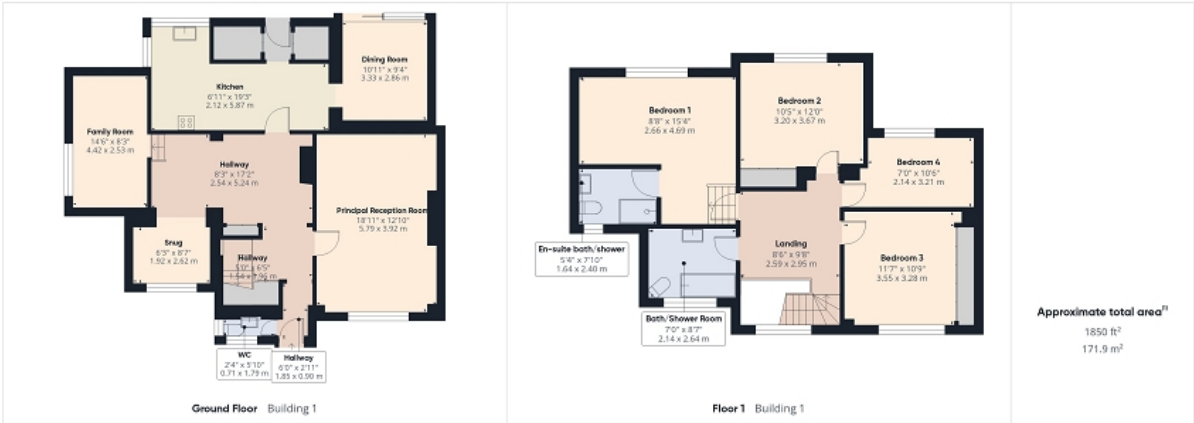 Dining Room
10'11" x 9'4"
3.33 x 2.86 m
Kitchen
6'11" x 19'3"
2.12 x 5.87 m
Family Room
14'6" x 8'3"
4.42 x 2.53 m
Hallway
8'3" x 17'2"
2.54 x 5.24 m
Principal Reception Room
18'11" x 12'10"
5.79 x 3.92 m
Snug
6'3" x 8'7"
1.92 x 2.62 m
Hallway
5'0" x 6'5"
WC
2'4" x 5'10"
0.71 x 1.79 m
Hallway
6'0" x 2'11"
1.85 x 0.90 m
Ground Floor Building 1
Bedroom 1
8'8" x 15'4"
2.66 x 4.69 m
Bedroom 2
10'5" x 12'0"
3.20 x 3.67 m
Bedroom 4
7'0" x 10'6"
2.14 x 3.21 m
En-suite bath/shower
5'4" x 7'10"
1.64 x 2.40 m
Landing
8'6" x 9'8"
2.59 x 2.95 m
Bedroom 3
11'7" x 10'9"
3.55 x 3.28 m
Bath/Shower Room
7'0" x 8'7"
2.14 x 2.64 m
Floor 1 Building 1
Approximate total area
1850 ft²
171.9 m²